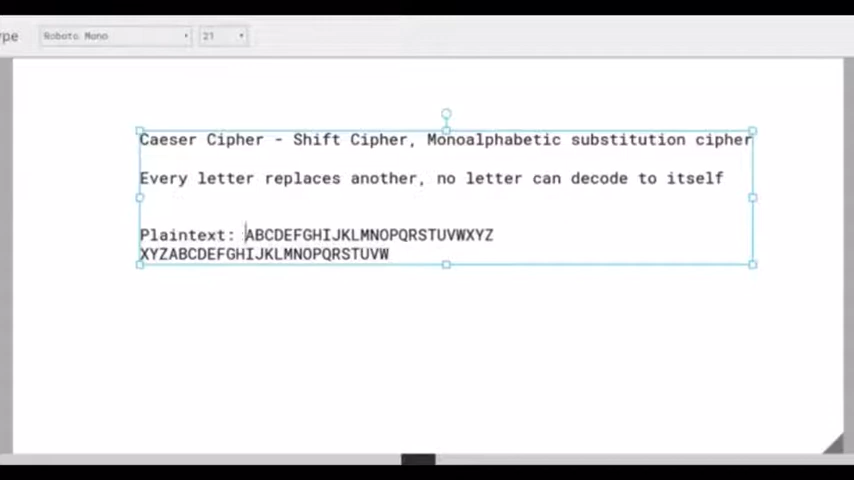 ype Roboto Mono 21
Caeser Cipher - Shift Cipher, Monoalphabetic substitution cipher
Every letter replaces another, no letter can decode to itself
Plaintext: ABCDEFGHIJKLMNOPQRSTUVWXYZ
XYZABCDEFGHIJKLMNOPQRSTUVW